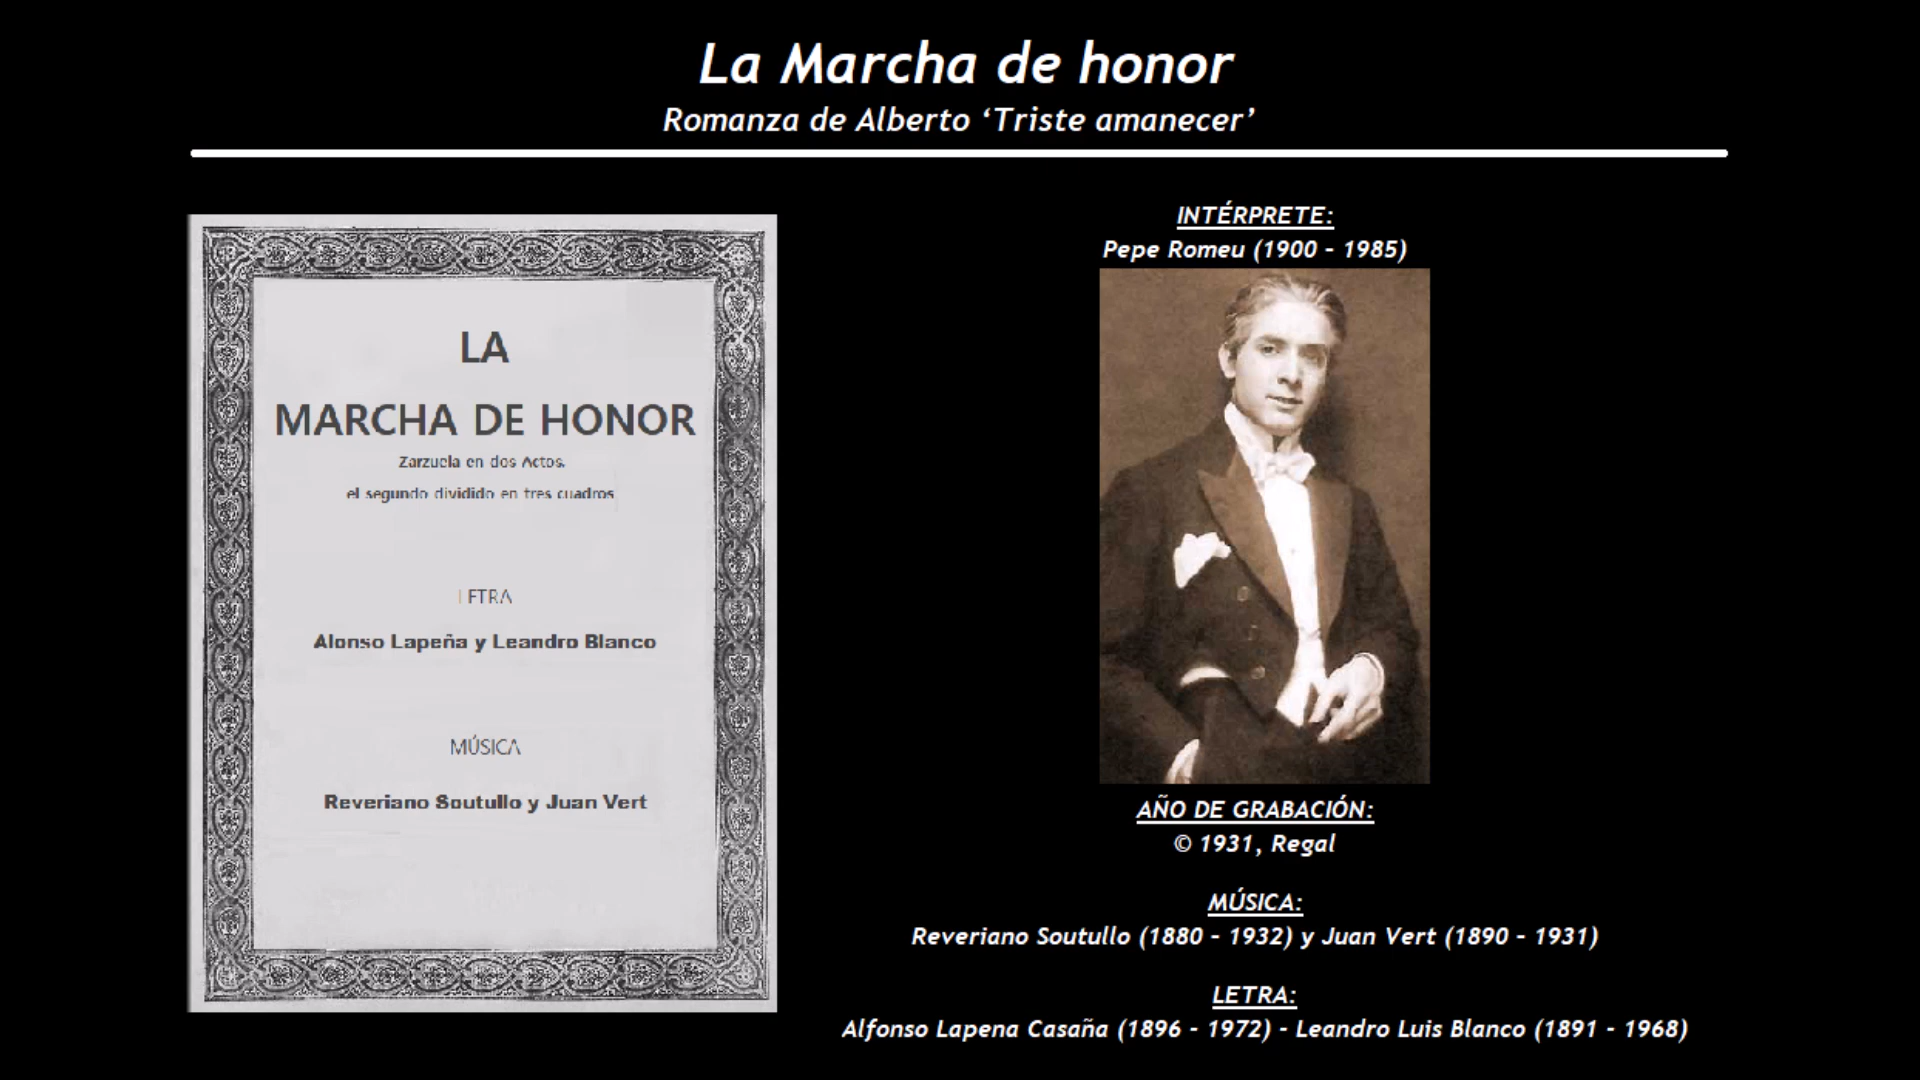 La Marcha de honor
Romanza de Alberto ‘Triste amanecer’
LA
MARCHA DE HONOR
Zarzuela en dos Actos,
el segundo dividido en tres cuadros
LETRA
Alonso Lapeña y Leandro Blanco
MÚSICA
Reveriano Soutullo y Juan Vert
INTÉRPRETE:
Pepe Romeu (1900 – 1985)
AÑO DE GRABACIÓN:
© 1931, Regal
MÚSICA:
Reveriano Soutullo (1880 – 1932) y Juan Vert (1890 – 1931)
LETRA:
Alfonso Lapena Casaña (1896 - 1972) - Leandro Luis Blanco (1891 - 1968)